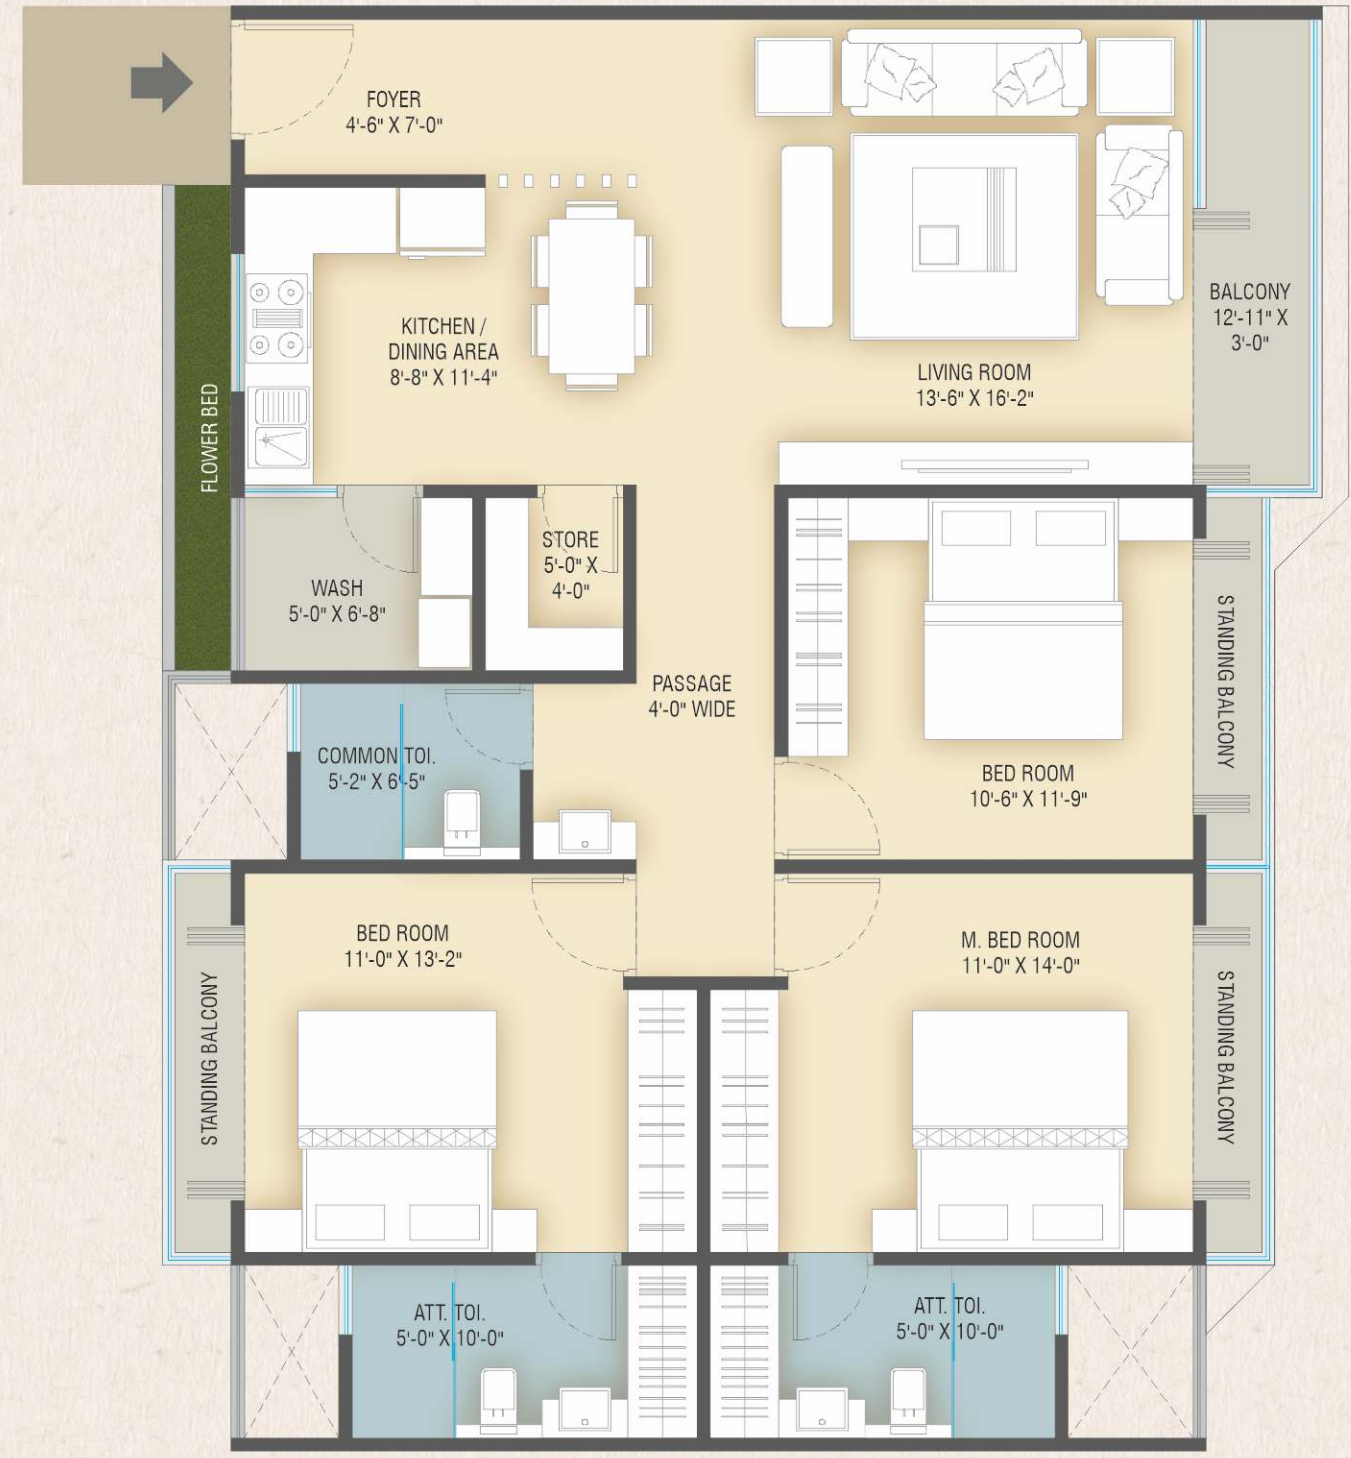 FOYER
4'-6" X 7'-0"
KITCHEN /
DINING AREA
8'-8" X 11'-4"
LIVING ROOM
13'-6" X 16'-2"
BALCONY
12'-11" X
3'-0"
FLOWER BED
WASH
5'-0" X 6'-8"
STORE
5'-0" X
4'-0"
PASSAGE
4'-0" WIDE
STANDING BALCONY
COMMON TOI.
5'-2" X 6'-5"
BED ROOM
10'-6" X 11'-9"
BED ROOM
11'-0" X 13'-2"
M. BED ROOM
11'-0" X 14'-0"
STANDING BALCONY
STANDING BALCONY
ATT. TOI.
5'-0" X 10'-0"
ATT. TOI.
5'-0" X 10'-0"